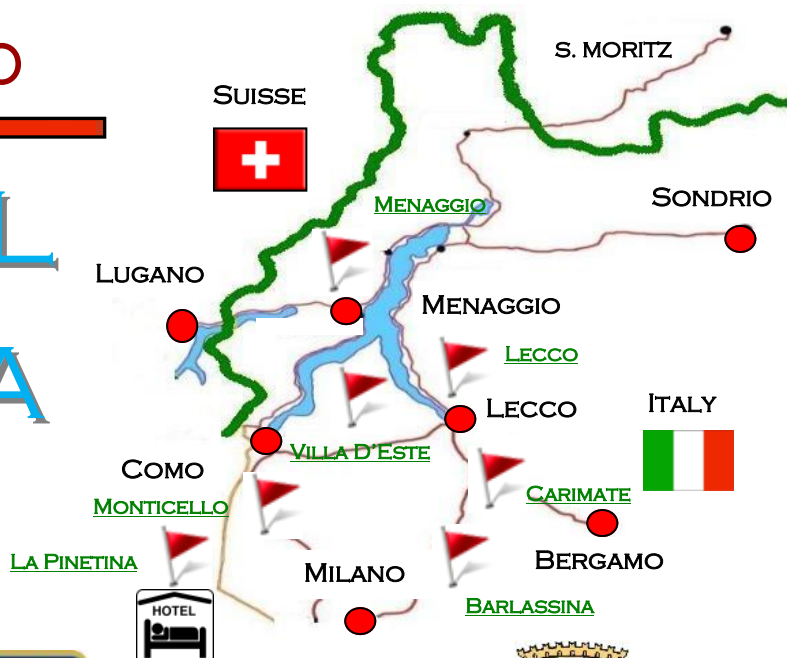 O
S. MORITZ
SUISSE
L
MENAGGIO
SONDRIO
LUGANO
MENAGGIO
A
LECCO
LECCO
ITALY
VILLA D'ESTE
COMO
MONTICELLO
CARIMATE
LA PINETINA
BERGAMO
MILANO
HOTEL
BARLASSINA